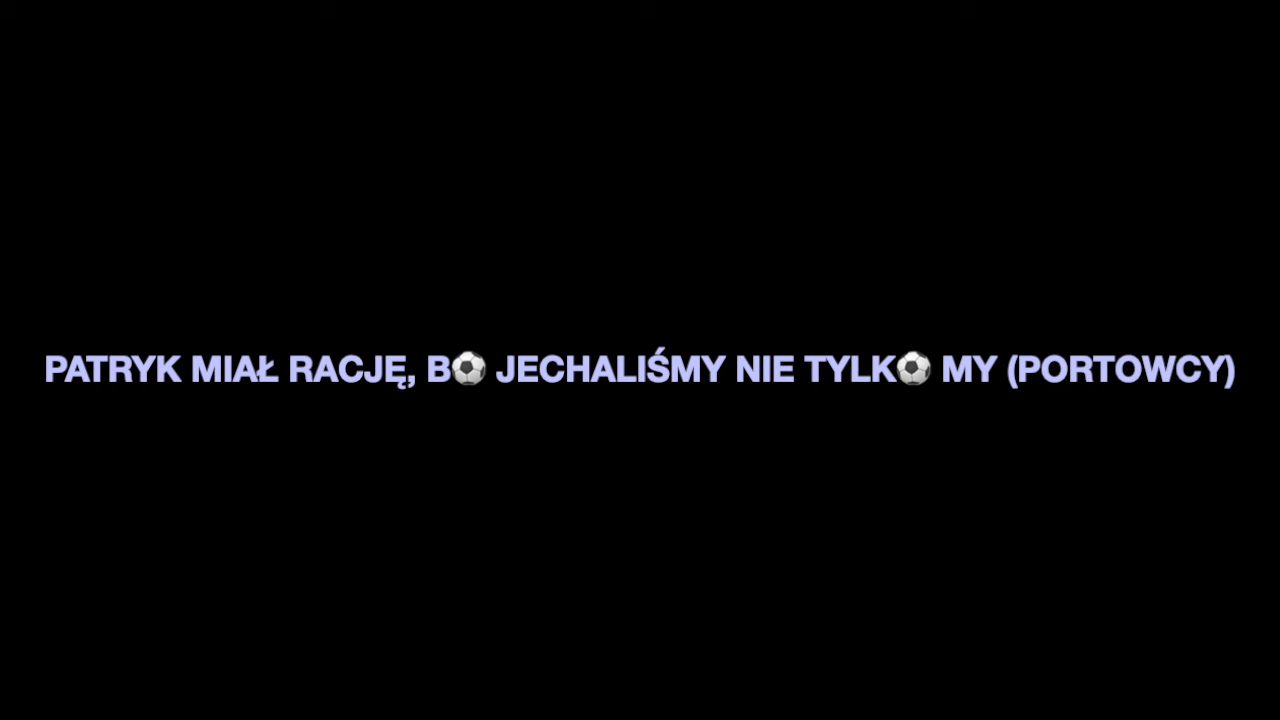 PATRYK MIAŁ RACJĘ, B⚽ JECHALIŚMY NIE TYLK⚽ MY (PORTOWCY)